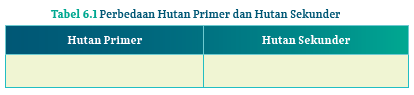 Tabel 6.1 Perbedaan Hutan Primer dan Hutan Sekunder
Hutan Primer Hutan Sekunder